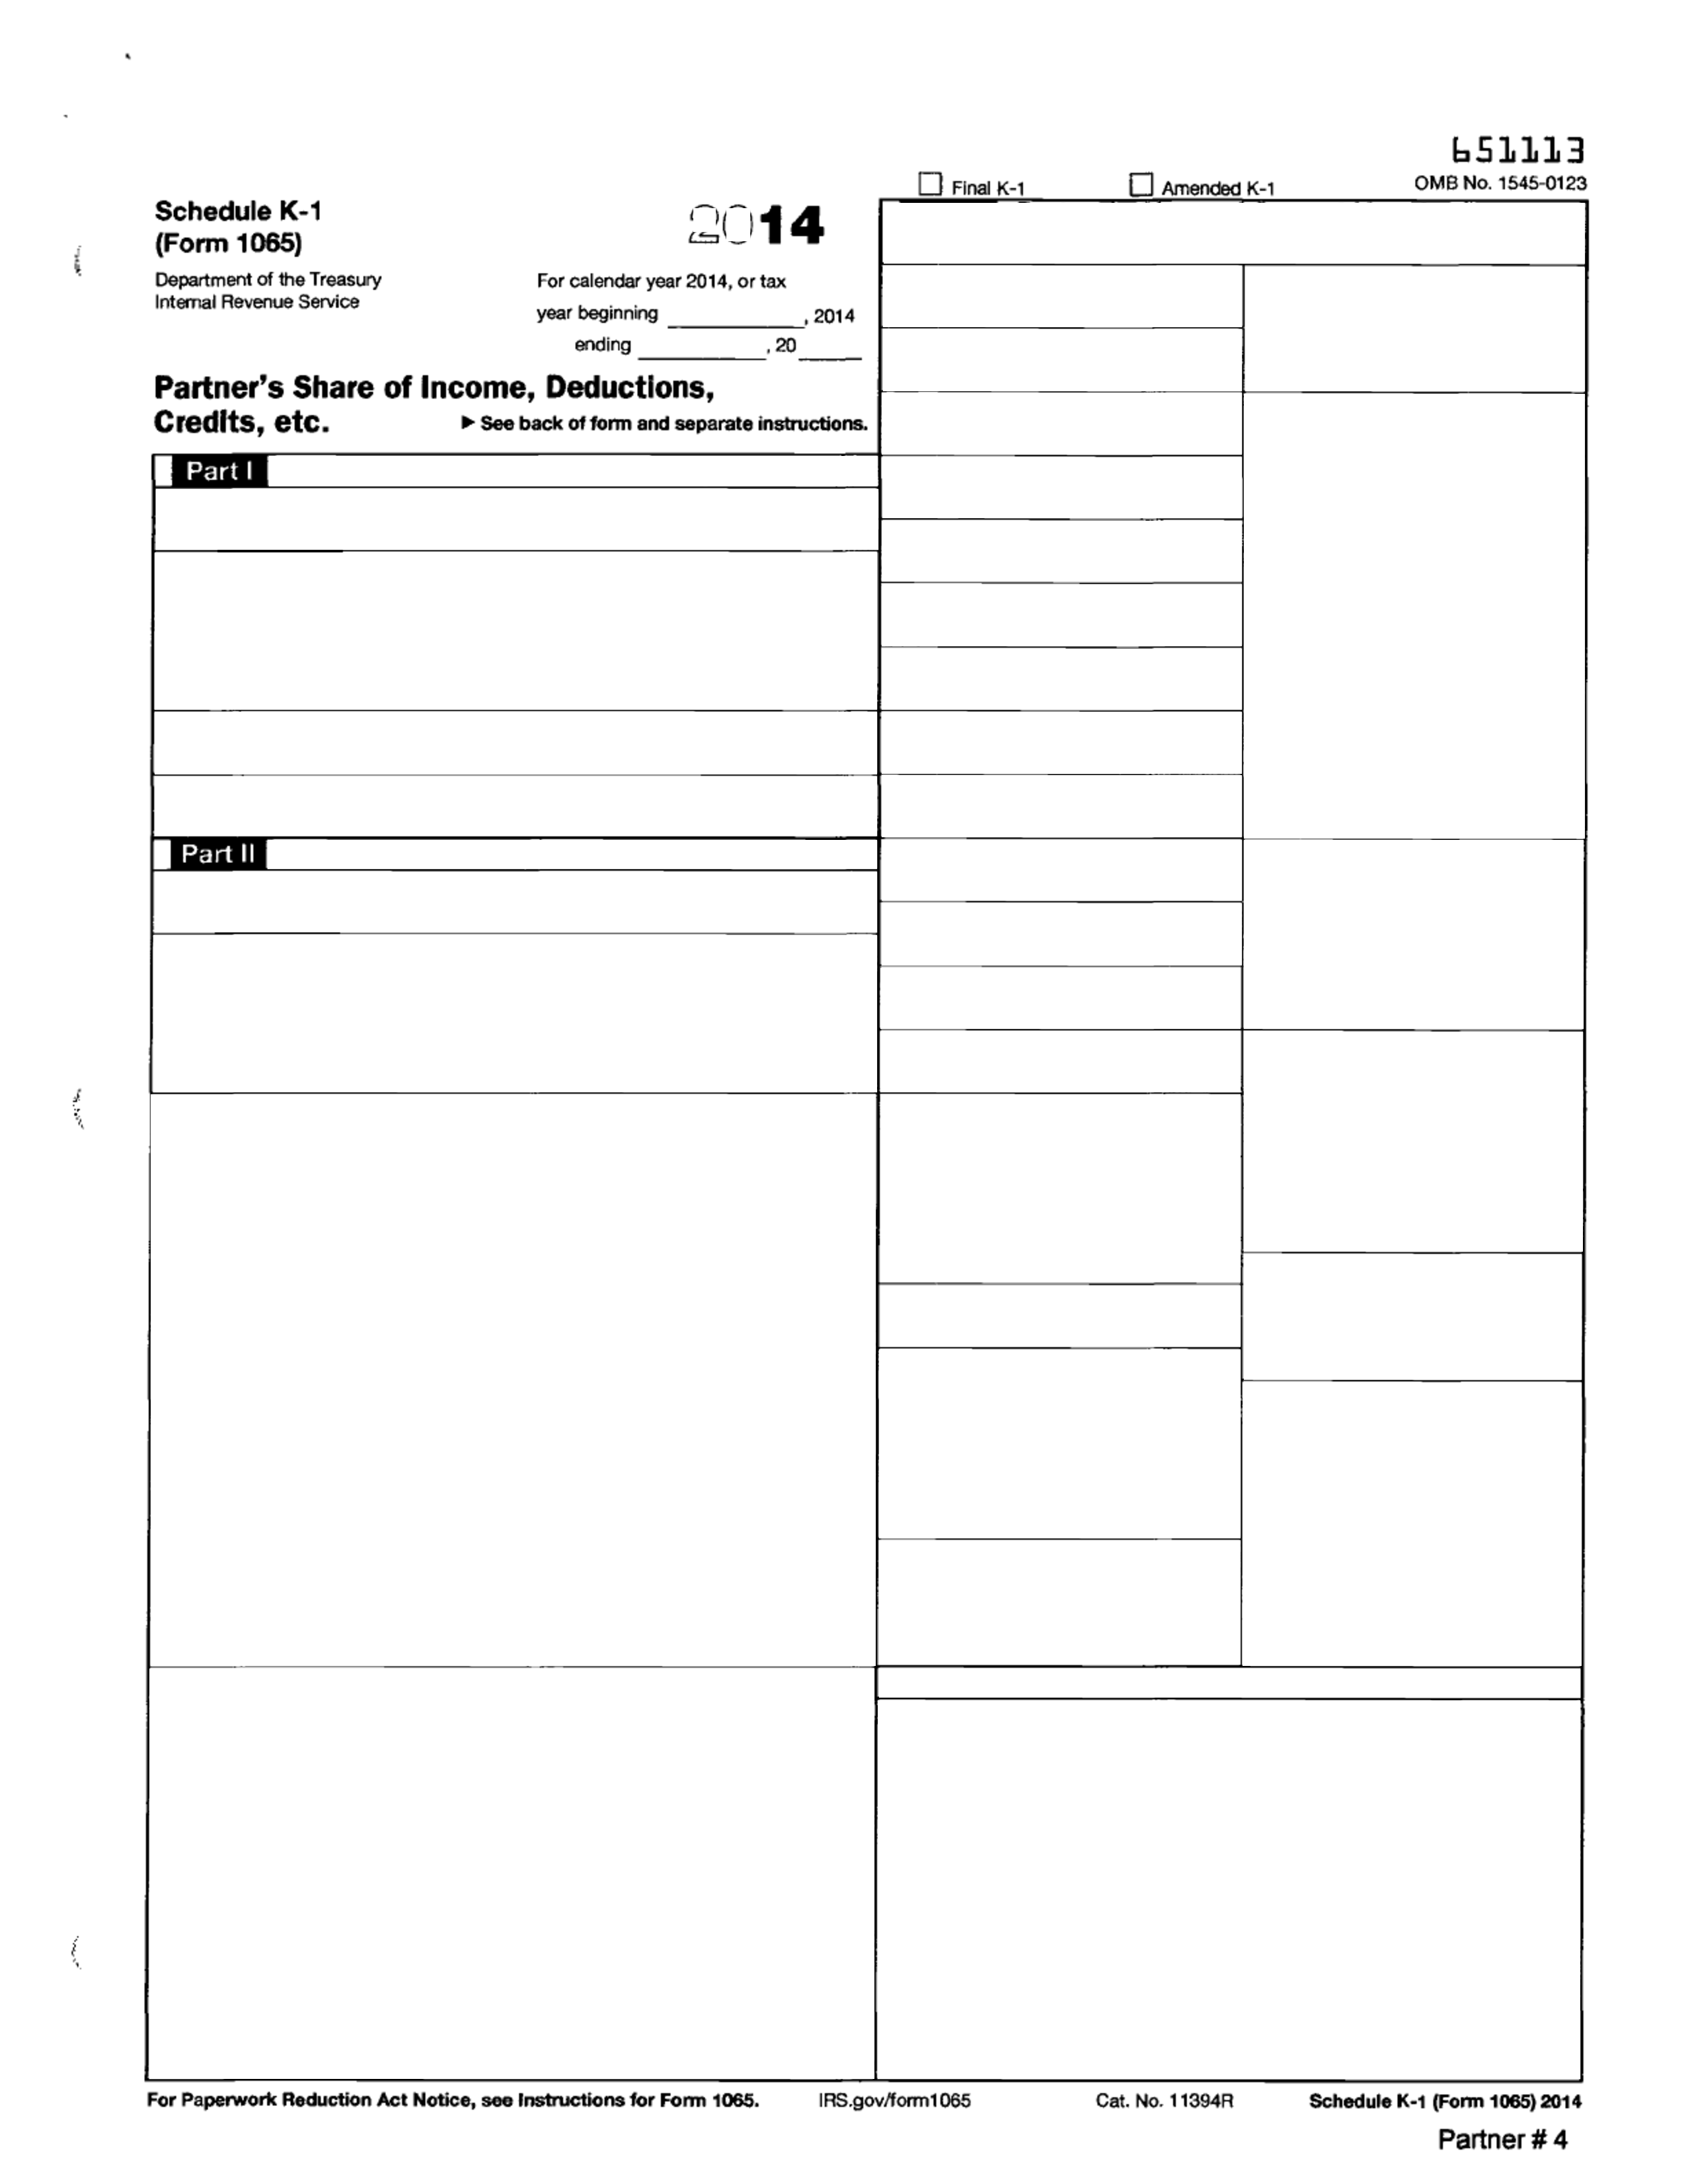 651113
Final K-1 Amended K-1 OMB No. 1545-0123
Schedule K-1
(Form 1065)
2014
Department of the Treasury
Internal Revenue Service
For calendar year 2014, or tax
year beginning , 2014
ending , 20
Partner's Share of Income, Deductions,
Credits, etc. ▶ See back of form and separate instructions.
Part I
Part II
For Paperwork Reduction Act Notice, see Instructions for Form 1065. IRS.gov/form1065 Cat. No. 11394R Schedule K-1 (Form 1065) 2014
Partner # 4